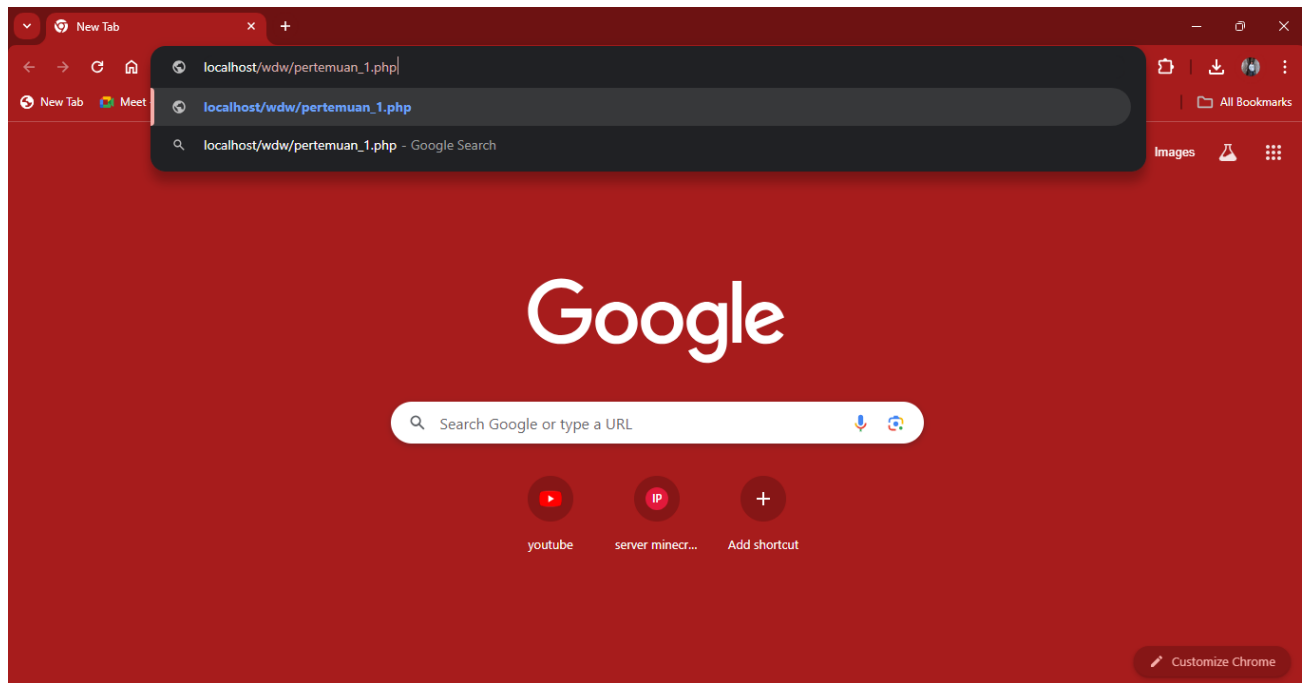 New Tab
localhost/wdw/pertemuan_1.php
New Tab Meet
localhost/wdw/pertemuan_1.php
All Bookmarks
localhost/wdw/pertemuan_1.php - Google Search
Images
Google
Search Google or type a URL
IP
youtube server minecr... Add shortcut
Customize Chrome